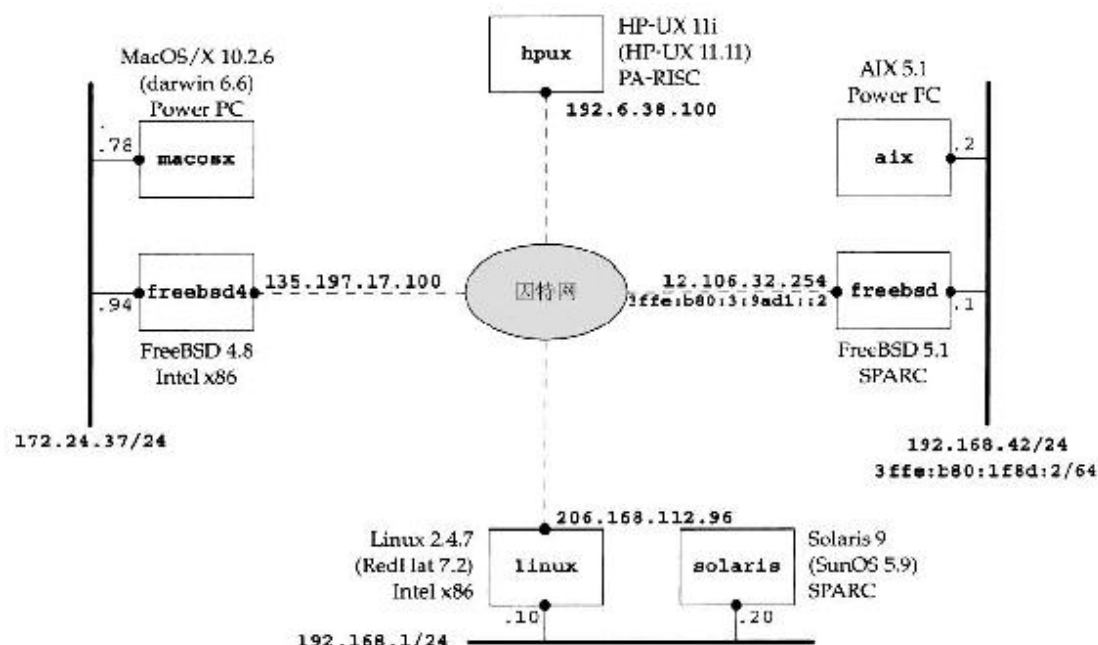 HP-UX 11i
(HP-UX 11.11)
PA-RISC
hpux
192.6.38.100
MacOS/X 10.2.6
(darwin 6.6)
Power PC
.78
macosx
AIX 5.1
Power PC
aix
.2
135.197.17.100
freebsd4
.94
FreeBSD 4.8
Intel x86
172.24.37/24
因特网
12.106.32.254
3ffe:b80:3:9ad1::2
freebsd
.1
FreeBSD 5.1
SPARC
192.168.42/24
3ffe:b80:1f8d:2/64
206.168.112.96
Linux 2.4.7
(RedHat 7.2)
Intel x86
linux
.10
solaris
.20
Solaris 9
(SunOS 5.9)
SPARC
192.168.1/24